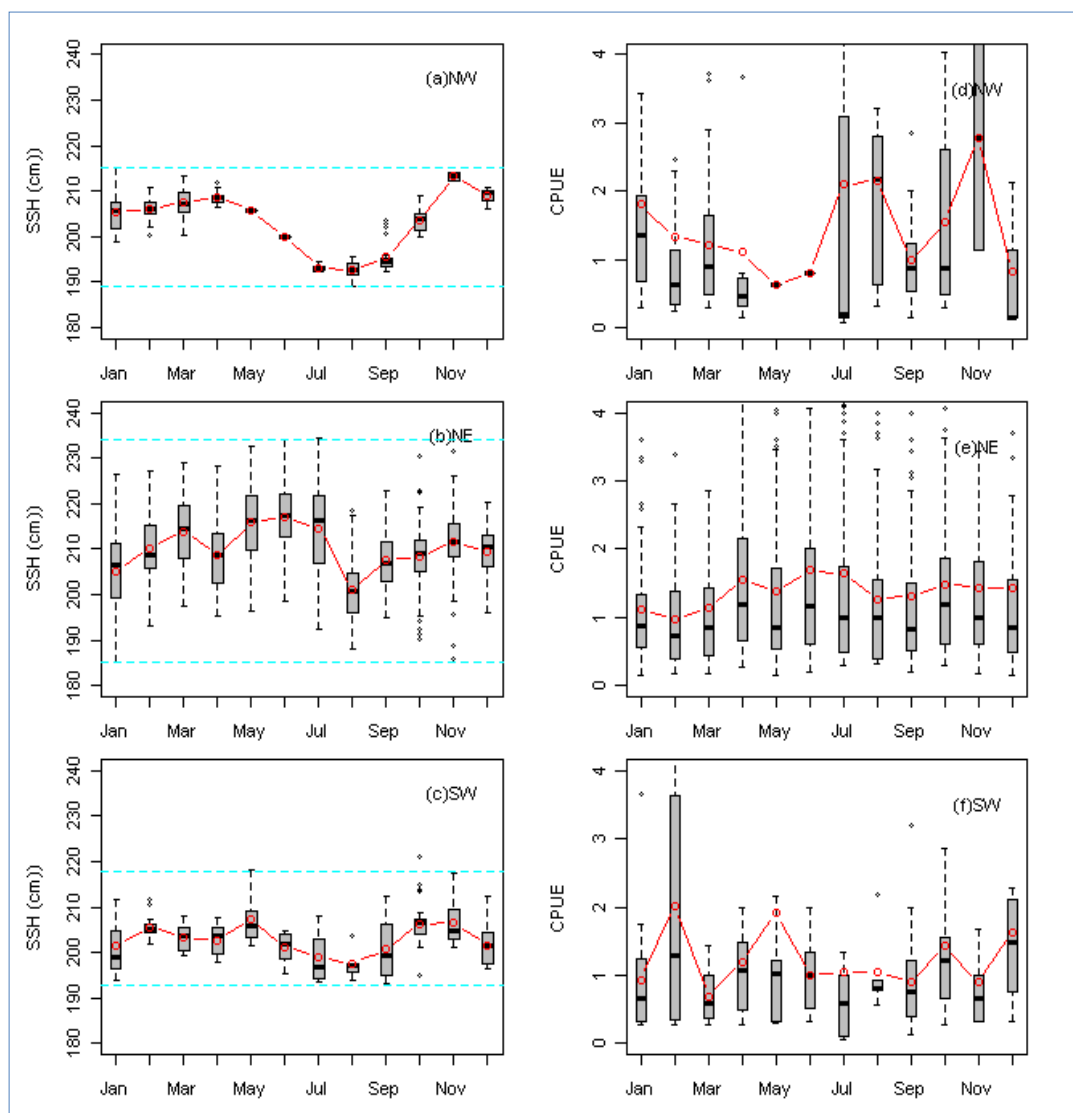 240
230
220
210
200
190
180
SSH (cm))
(a)NW
Jan Mar May Jul Sep Nov
4
3
2
1
0
CPUE
(d)NW
Jan Mar May Jul Sep Nov
240
230
220
210
200
190
180
SSH (cm))
(b)NE
Jan Mar May Jul Sep Nov
4
3
2
1
0
CPUE
(e)NE
Jan Mar May Jul Sep Nov
240
230
220
210
200
190
180
SSH (cm))
(c)SW
Jan Mar May Jul Sep Nov
4
3
2
1
0
CPUE
(f)SW
Jan Mar May Jul Sep Nov